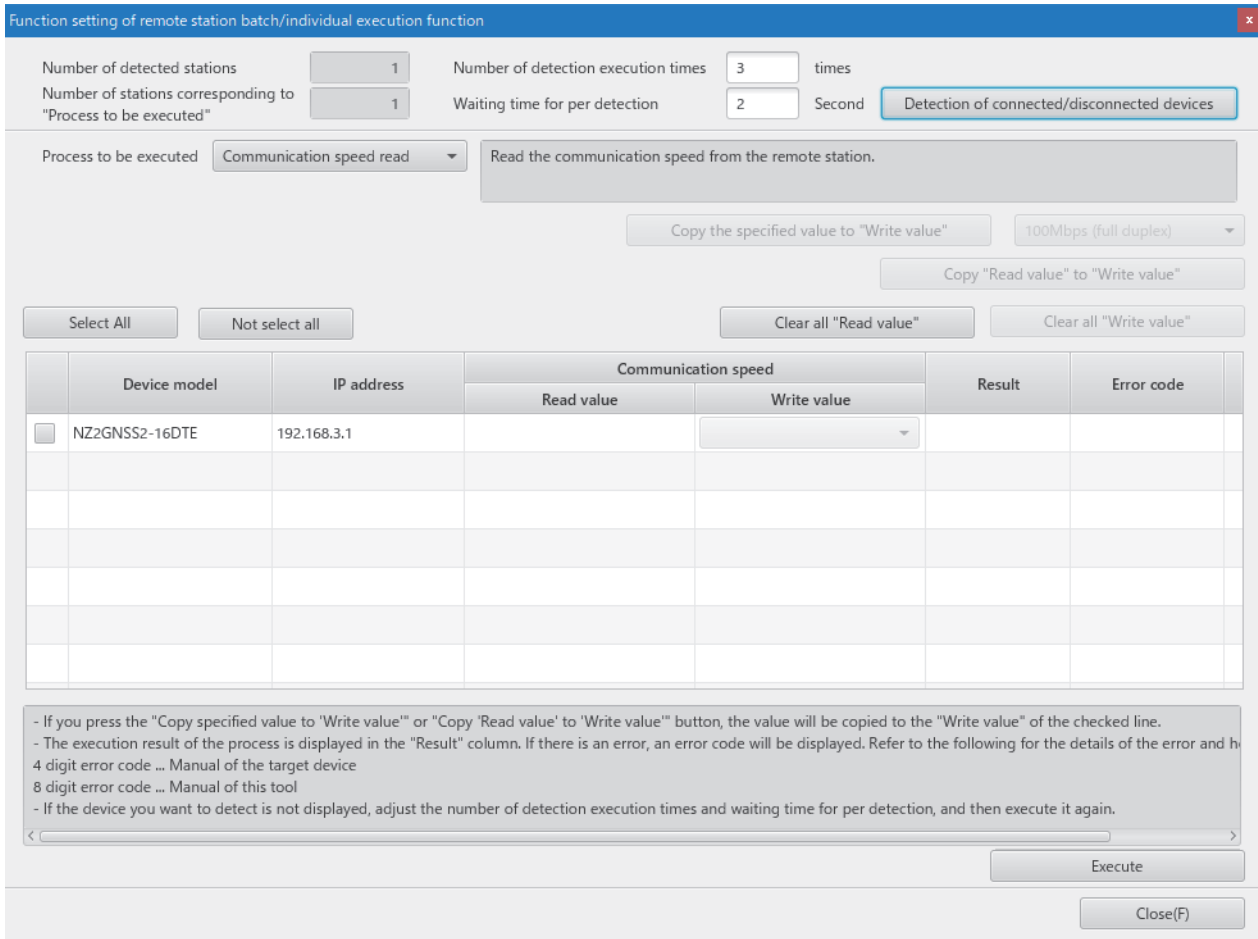 Function setting of remote station batch/individual execution function
x
Number of detected stations 1 Number of detection execution times 3 times
Number of stations corresponding to
"Process to be executed" 1 Waiting time for per detection 2 Second Detection of connected/disconnected devices
Process to be executed Communication speed read Read the communication speed from the remote station.
Copy the specified value to "Write value" 100Mbps (full duplex)
Copy "Read value" to "Write value"
Select All Not select all Clear all "Read value" Clear all "Write value"
Device model IP address Communication speed Result Error code
Read value Write value
NZ2GNSS2-16DTE 192.168.3.1
- If you press the "Copy specified value to 'Write value'" or "Copy 'Read value' to 'Write value'" button, the value will be copied to the "Write value" of the checked line.
- The execution result of the process is displayed in the "Result" column. If there is an error, an error code will be displayed. Refer to the following for the details of the error and
4 digit error code ... Manual of the target device
8 digit error code ... Manual of this tool
- If the device you want to detect is not displayed, adjust the number of detection execution times and waiting time for per detection, and then execute it again.
Execute
Close(F)